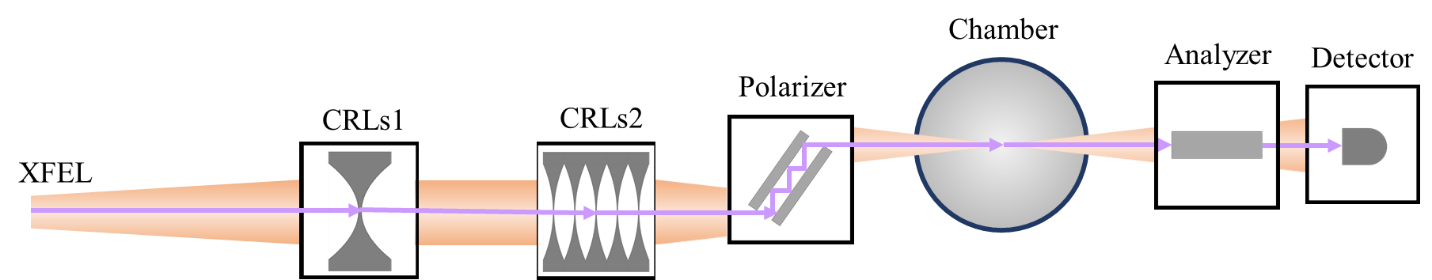 XFEL
CRLs1
CRLs2
Polarizer
Chamber
Analyzer
Detector